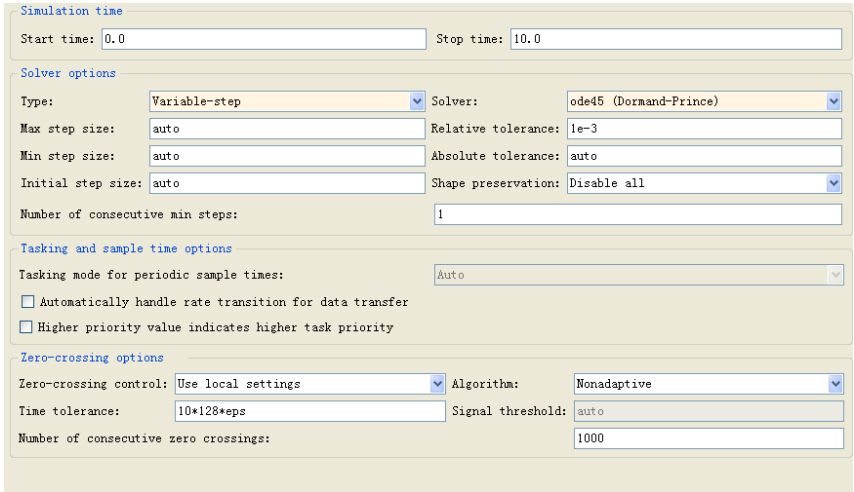 Simulation time
Start time: 0.0 Stop time: 10.0
Solver options
Type: Variable-step Solver: ode45 (Dormand-Prince)
Max step size: auto Relative tolerance: 1e-3
Min step size: auto Absolute tolerance: auto
Initial step size: auto Shape preservation: Disable all
Number of consecutive min steps: 1
Tasking and sample time options
Tasking mode for periodic sample times: Auto
Automatically handle rate transition for data transfer
Higher priority value indicates higher task priority
Zero-crossing options
Zero-crossing control: Use local settings Algorithm: Nonadaptive
Time tolerance: 10*128*eps Signal threshold: auto
Number of consecutive zero crossings: 1000